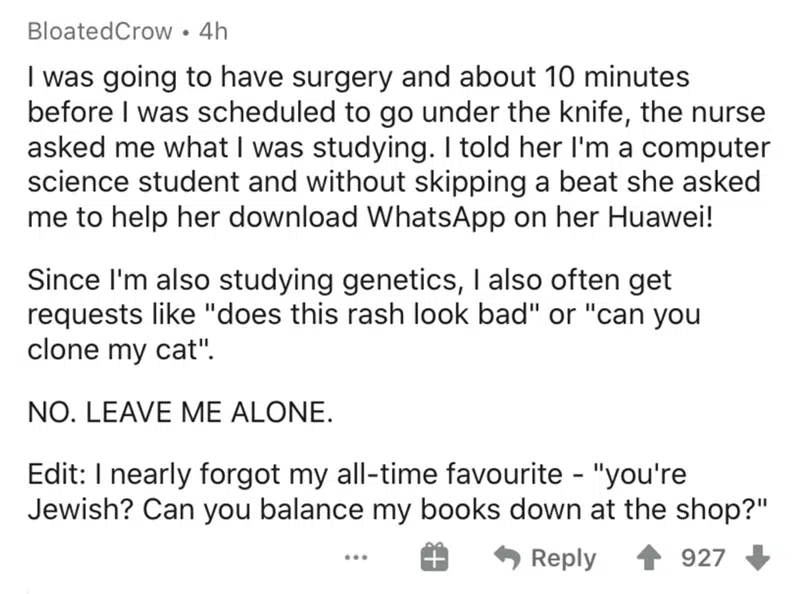 BloatedCrow • 4h
I was going to have surgery and about 10 minutes
before I was scheduled to go under the knife, the nurse
asked me what I was studying. I told her I'm a computer
science student and without skipping a beat she asked
me to help her download WhatsApp on her Huawei!
Since I'm also studying genetics, I also often get
requests like "does this rash look bad" or "can you
clone my cat".
NO. LEAVE ME ALONE.
Edit: I nearly forgot my all-time favourite - "you're
Jewish? Can you balance my books down at the shop?"
... Reply 927